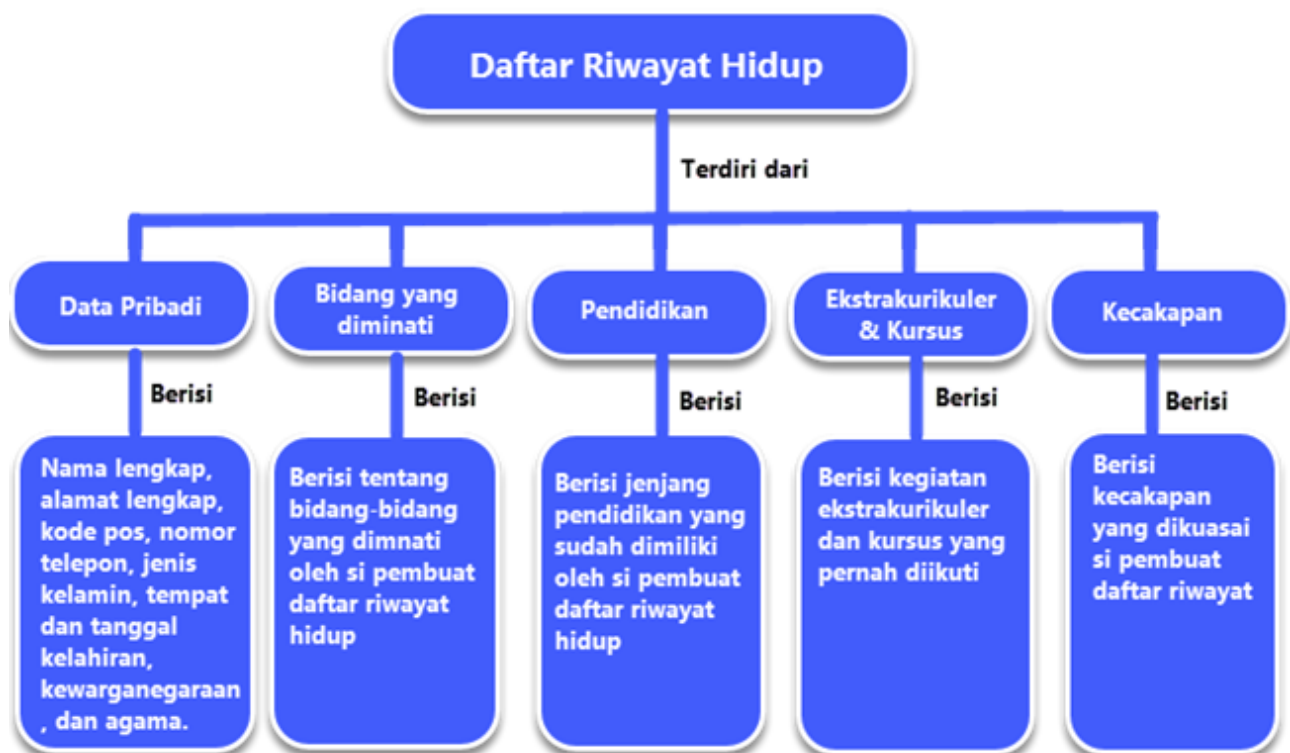 Daftar Riwayat Hidup
Terdiri dari
Data Pribadi
Bidang yang
diminati
Pendidikan
Ekstrakurikuler
& Kursus
Kecakapan
Berisi
Berisi
Berisi
Berisi
Berisi
Nama lengkap,
alamat lengkap,
kode pos, nomor
telepon, jenis
kelamin, tempat
dan tanggal
kelahiran,
kewarganegaraan
, dan agama.
Berisi tentang
bidang-bidang
yang dimnati
oleh si pembuat
daftar riwayat
hidup
Berisi jenjang
pendidikan yang
sudah dimiliki
oleh si pembuat
daftar riwayat
hidup
Berisi kegiatan
ekstrakurikuler
dan kursus yang
pernah diikuti
Berisi
kecakapan
yang dikuasai
si pembuat
daftar riwayat